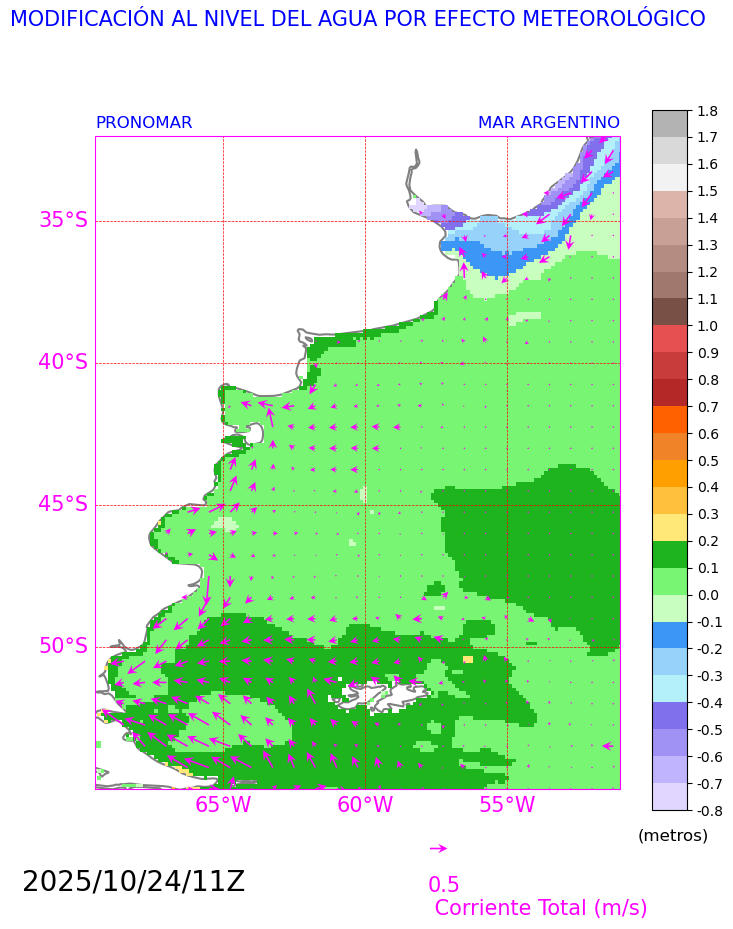 MODIFICACIÓN AL NIVEL DEL AGUA POR EFECTO METEOROLÓGICO
PRONOMAR
MAR ARGENTINO
35°S
40°S
45°S
50°S
65°W
60°W
55°W
1.8
1.7
1.6
1.5
1.4
1.3
1.2
1.1
1.0
0.9
0.8
0.7
0.6
0.5
0.4
0.3
0.2
0.1
0.0
-0.1
-0.2
-0.3
-0.4
-0.5
-0.6
-0.7
-0.8
(metros)
2025/10/24/11Z
0.5
Corriente Total (m/s)